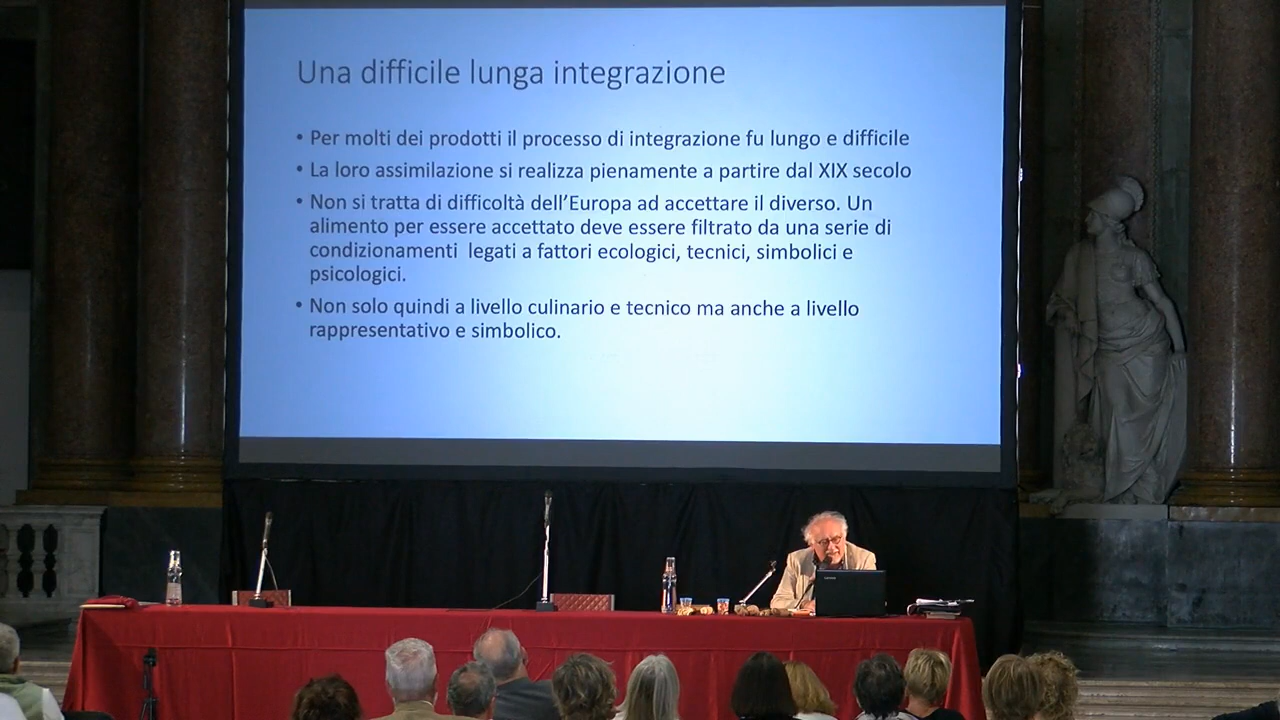 Una difficile lunga integrazione
• Per molti dei prodotti il processo di integrazione fu lungo e difficile
• La loro assimilazione si realizza pienamente a partire dal XIX secolo
• Non si tratta di difficoltà dell’Europa ad accettare il diverso. Un
alimento per essere accettato deve essere filtrato da una serie di
condizionamenti  legati a fattori ecologici, tecnici, simbolici e
psicologici.
• Non solo quindi a livello culinario e tecnico ma anche a livello
rappresentativo e simbolico.